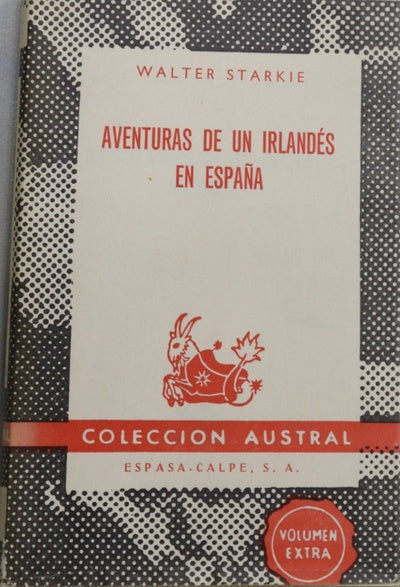 WALTER STARKIE
AVENTURAS DE UN IRLANDÉS
EN ESPAÑA
COLECCION AUSTRAL
ESPASA-CALPE, S. A.
VOLUMEN
EXTRA